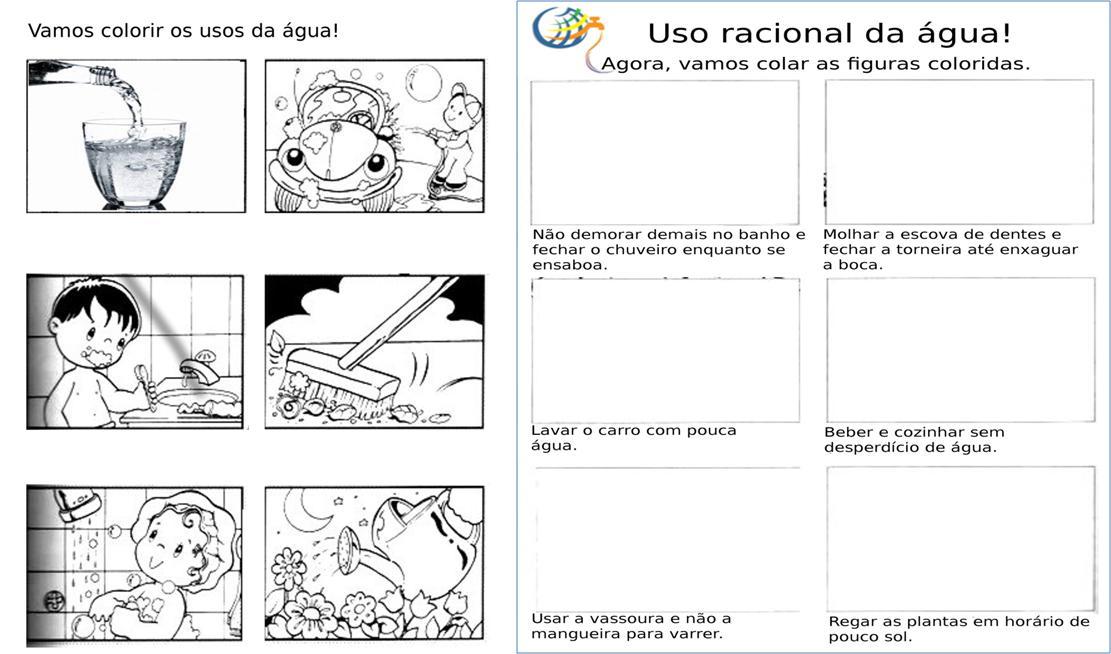 Vamos colorir os usos da água!
Uso racional da água!
Agora, vamos colar as figuras coloridas.
Não demorar demais no banho e
fechar o chuveiro enquanto se
ensaboa.
Molhar a escova de dentes e
fechar a torneira até enxaguar
a boca.
Lavar o carro com pouca
água.
Beber e cozinhar sem
desperdício de água.
Usar a vassoura e não a
mangueira para varrer.
Regar as plantas em horário de
pouco sol.